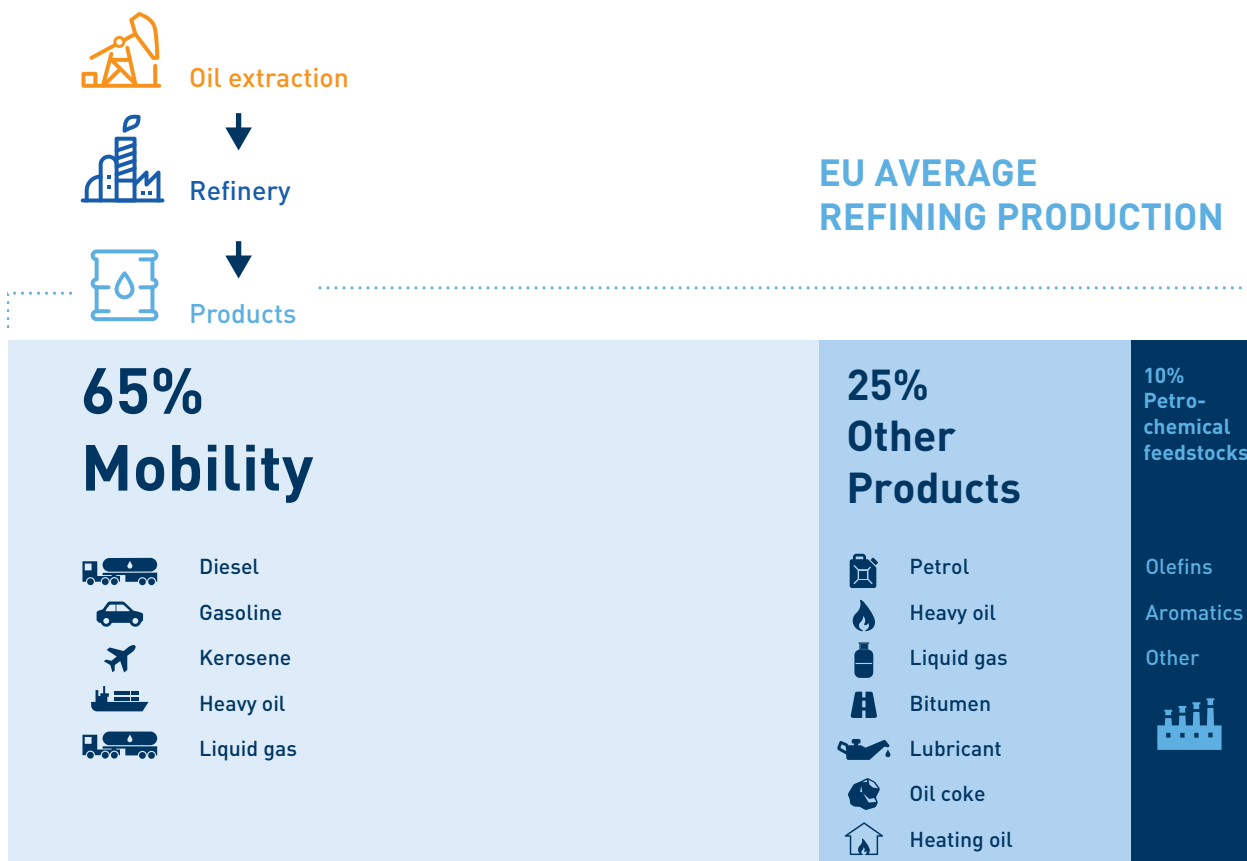 Oil extraction
Refinery
EU AVERAGE
REFINING PRODUCTION
Products
65%
Mobility
Diesel
Gasoline
Kerosene
Heavy oil
Liquid gas
25%
Other
Products
Petrol
Heavy oil
Liquid gas
Bitumen
Lubricant
Oil coke
Heating oil
10%
Petro-
chemical
feedstocks
Olefins
Aromatics
Other